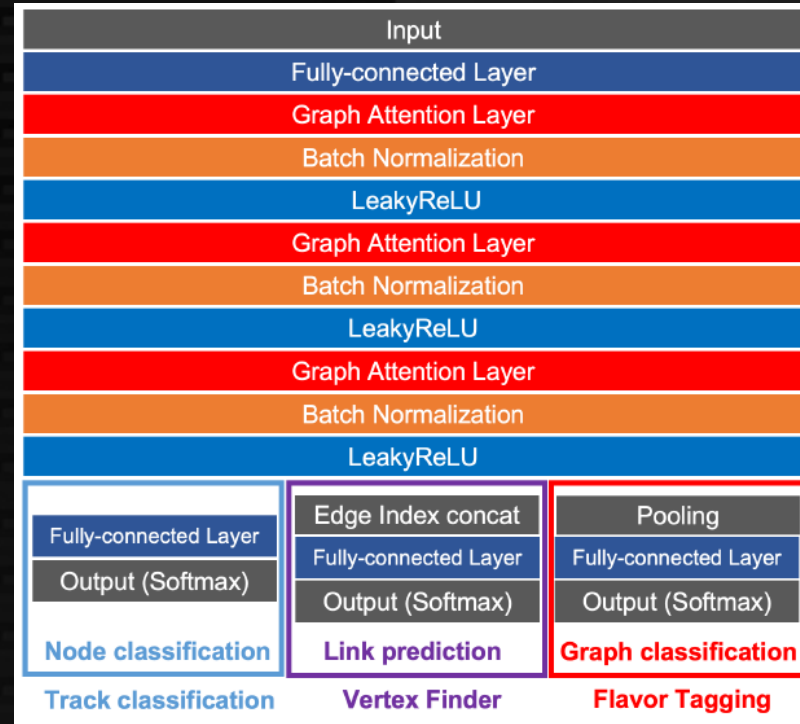 Input
Fully-connected Layer
Graph Attention Layer
Batch Normalization
LeakyReLU
Graph Attention Layer
Batch Normalization
LeakyReLU
Graph Attention Layer
Batch Normalization
LeakyReLU
Fully-connected Layer
Output (Softmax)
Node classification
Track classification
Edge Index concat
Fully-connected Layer
Output (Softmax)
Link prediction
Vertex Finder
Pooling
Fully-connected Layer
Output (Softmax)
Graph classification
Flavor Tagging